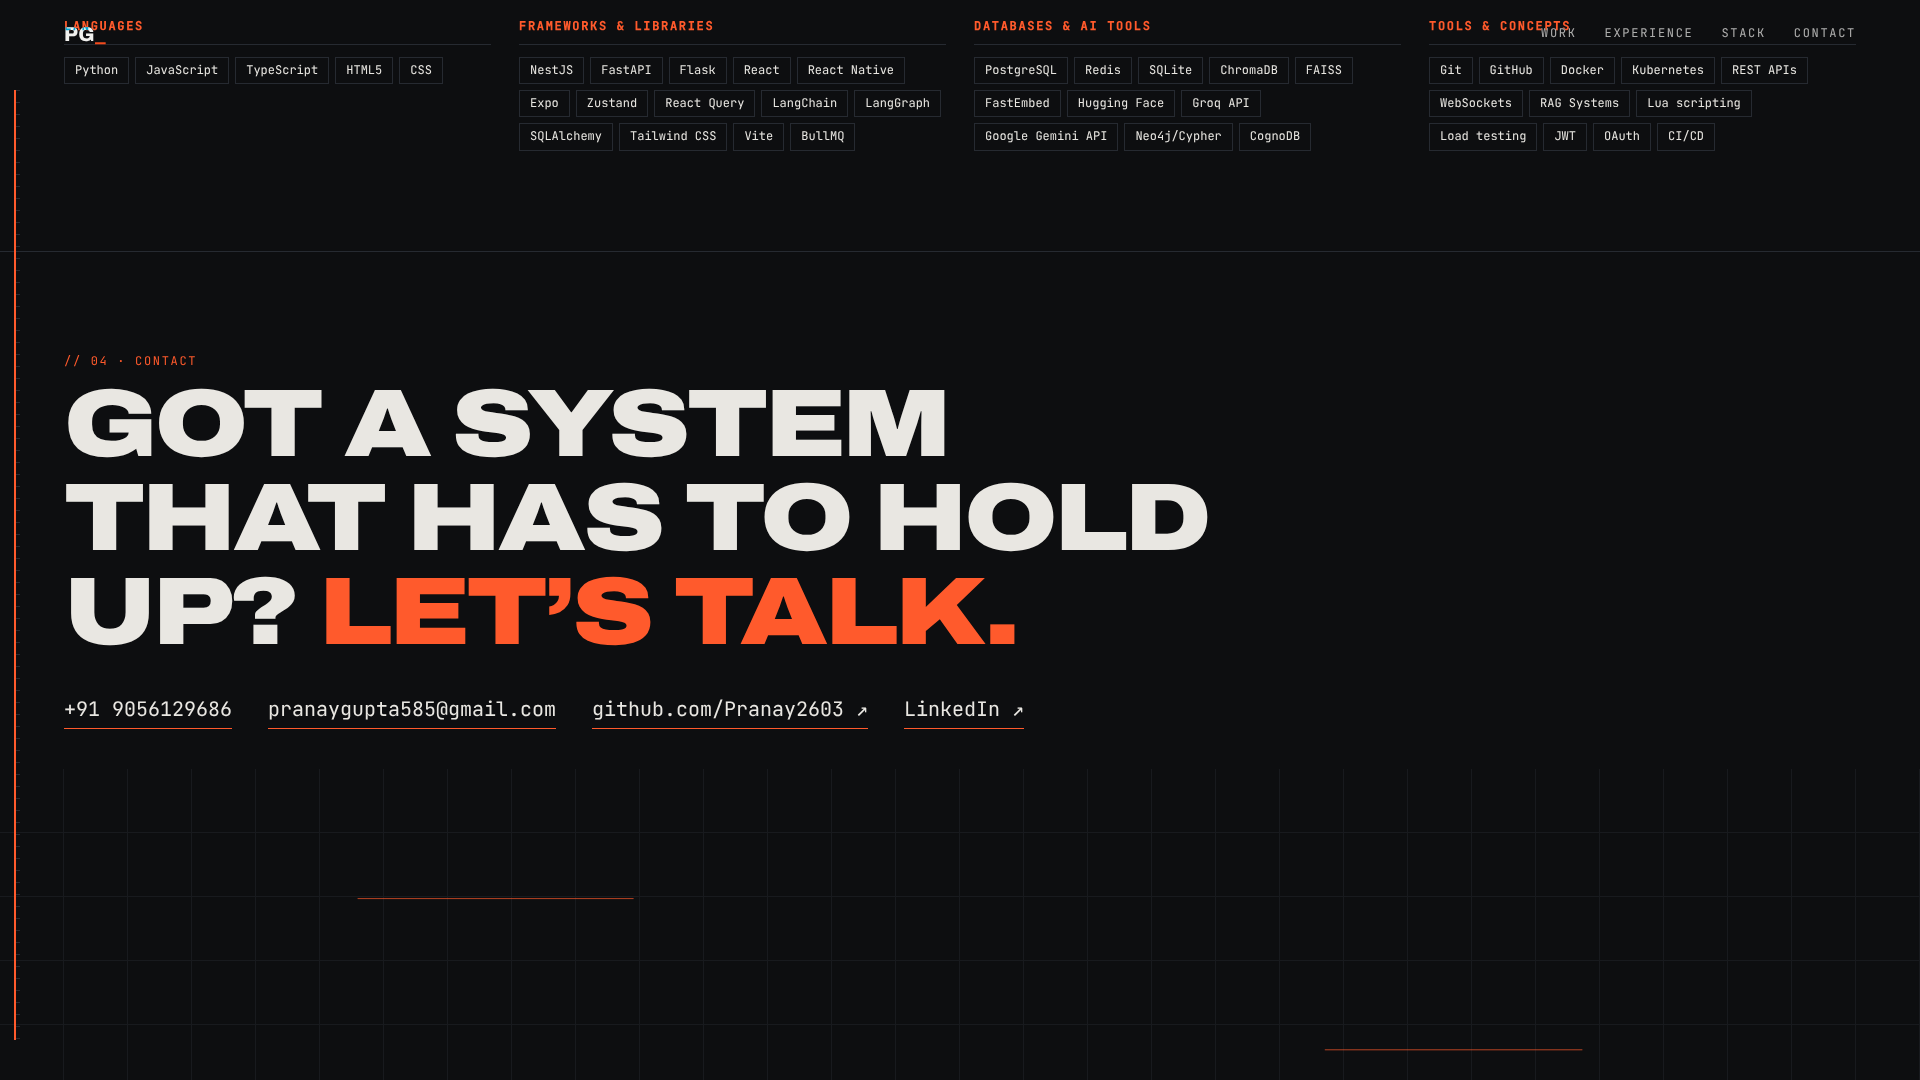 PG_
WORK EXPERIENCE STACK CONTACT
LANGUAGES
Python JavaScript TypeScript HTML5 CSS
FRAMEWORKS & LIBRARIES
NestJS FastAPI Flask React React Native
Expo Zustand React Query LangChain LangGraph
SQLAlchemy Tailwind CSS Vite BullMQ
DATABASES & AI TOOLS
PostgreSQL Redis SQLite ChromaDB FAISS
FastEmbed Hugging Face Groq API
Google Gemini API Neo4j/Cypher CognoDB
TOOLS & CONCEPTS
Git GitHub Docker Kubernetes REST APIs
WebSockets RAG Systems Lua scripting
Load testing JWT OAuth CI/CD
// 04 · CONTACT
GOT A SYSTEM
THAT HAS TO HOLD
UP? LET’S TALK.
+91 9056129686 pranaygupta585@gmail.com github.com/Pranay2603 ↗ LinkedIn ↗